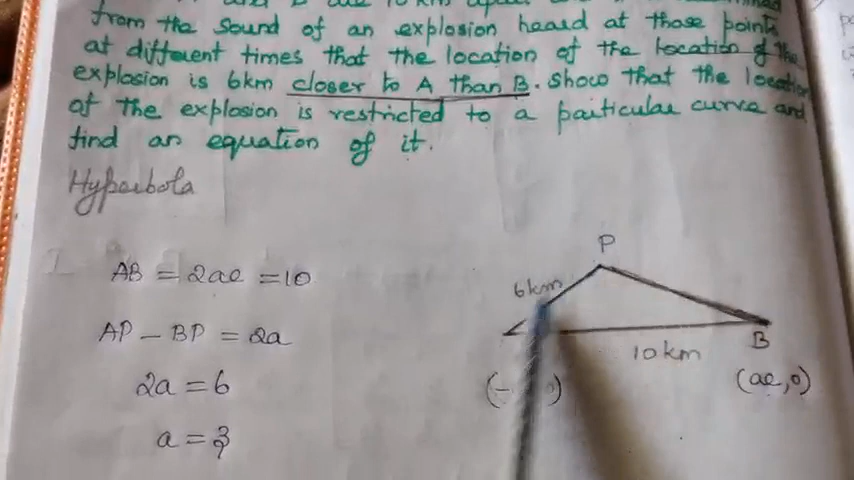 from the sound of an explosion heard at those points
at different times that the location of the location of the
explosion is 6km closer to A than B. Show that the location
of the explosion is restricted to a particular curve and
find an equation of it.
Hyperbola
AB = 2ae = 10
AP - BP = 2a
2a = 6
a = 3
P
6km
10km
B
(-
0)
(ae,0)